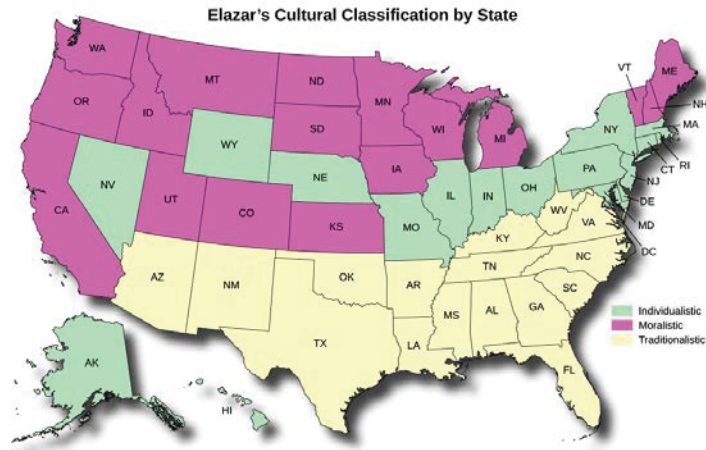 Elazar's Cultural Classification by State
WA
MT
ND
MN
VT
ME
OR
ID
SD
WI
MI
NH
WY
NY
MA
IA
NE
PA
RI
NV
IL
IN
OH
CT
NJ
UT
CO
DE
CA
KS
MO
WV
VA
MD
KY
DC
AZ
NM
OK
AR
TN
NC
SC
MS
AL
GA
TX
LA
FL
Individualistic
Moralistic
Traditionalistic
AK
HI